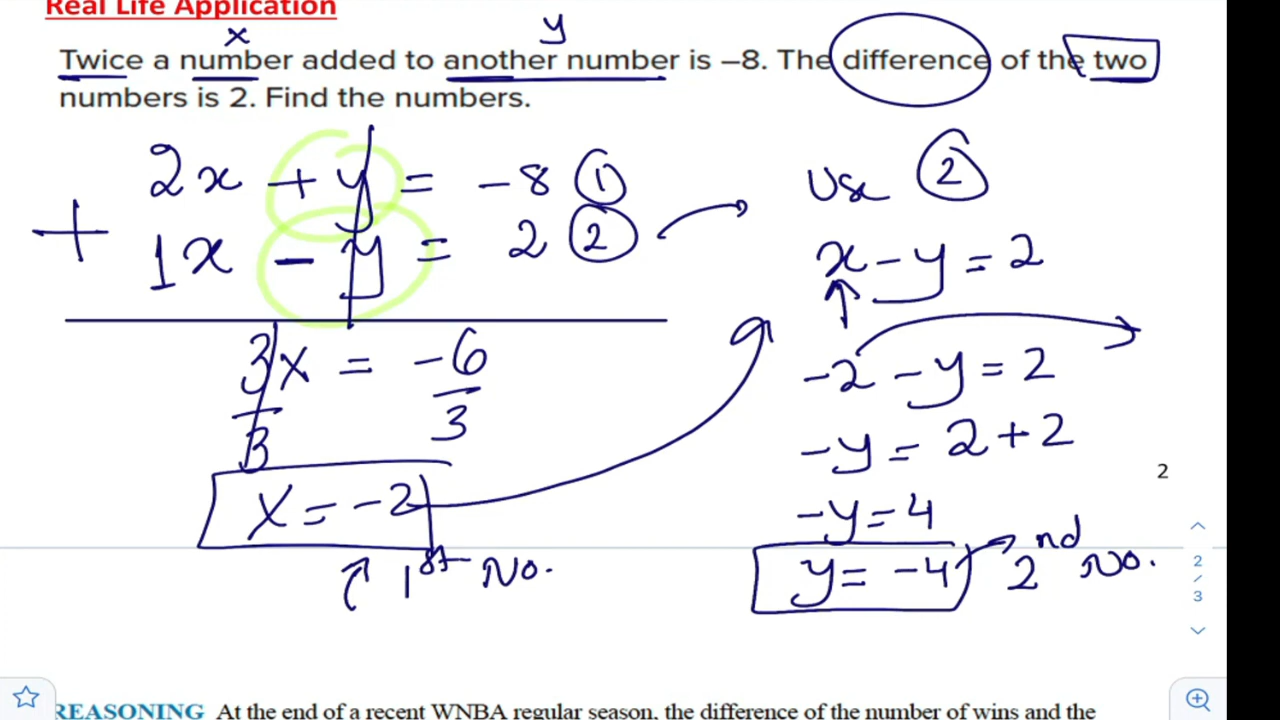 Real Life Application
x y
Twice a number added to another number is –8. The difference of the two
numbers is 2. Find the numbers.
2x + y = -8 ①
+ 1x - y = 2 ②
3x = -6
3 3
x = -2
1st No.
Use ②
x - y = 2
-2 - y = 2
-y = 2 + 2
-y = 4
y = -4 2nd No.
2
2
/
3
REASONING At the end of a recent WNBA regular season, the difference of the number of wins and the